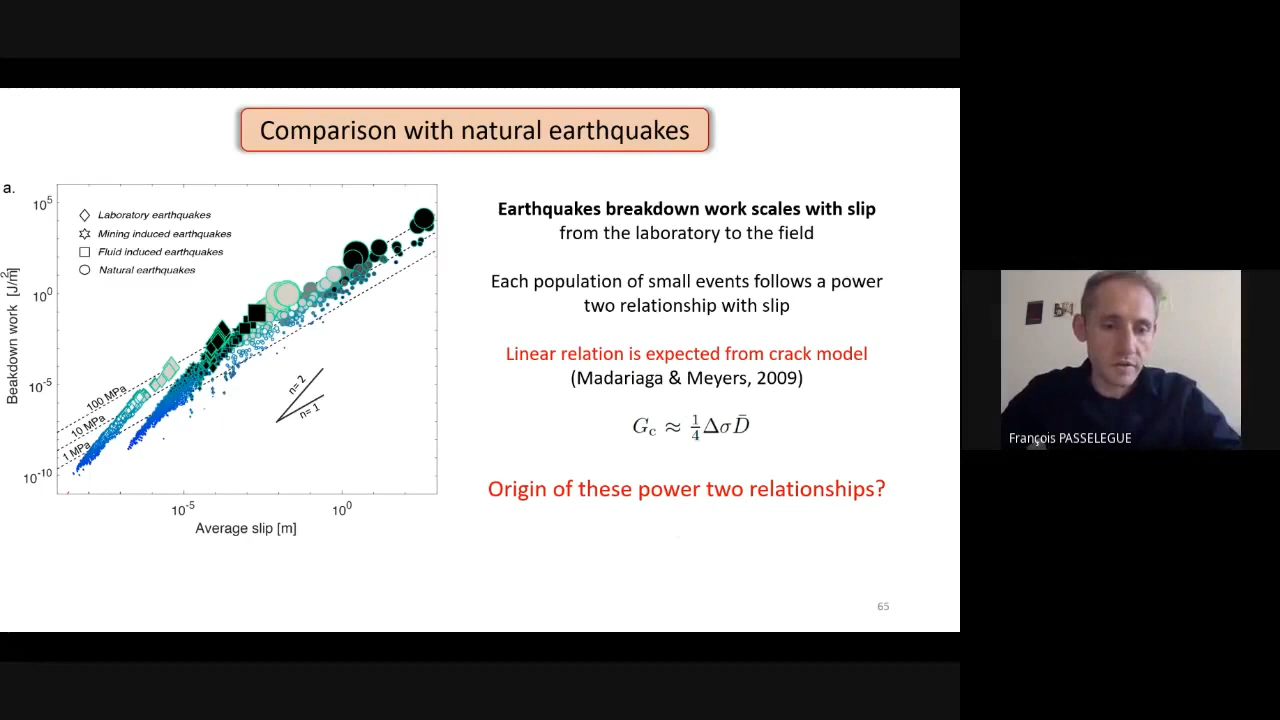 Comparison with natural earthquakes
a.
10^5
10^0
10^-5
10^-10
Beakdown work [J/m^2]
Laboratory earthquakes
Mining induced earthquakes
Fluid induced earthquakes
Natural earthquakes
100 MPa
10 MPa
1 MPa
n= 2
n= 1
10^-5
10^0
Average slip [m]
Earthquakes breakdown work scales with slip
from the laboratory to the field
Each population of small events follows a power
two relationship with slip
Linear relation is expected from crack model
(Madariaga & Meyers, 2009)
G_c ≈ 1/4 Δσ D̄
Origin of these power two relationships?
65
François PASSELEGUE